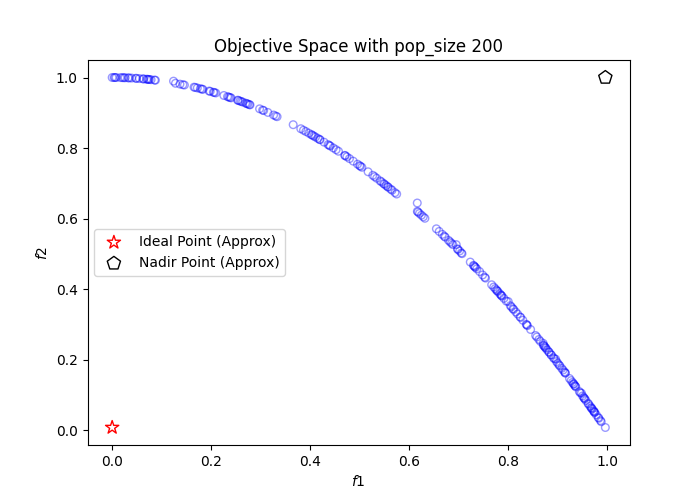 Objective Space with pop_size 200
1.0
0.8
0.6
0.4
0.2
0.0
f2
Ideal Point (Approx)
Nadir Point (Approx)
0.0 0.2 0.4 0.6 0.8 1.0
f1